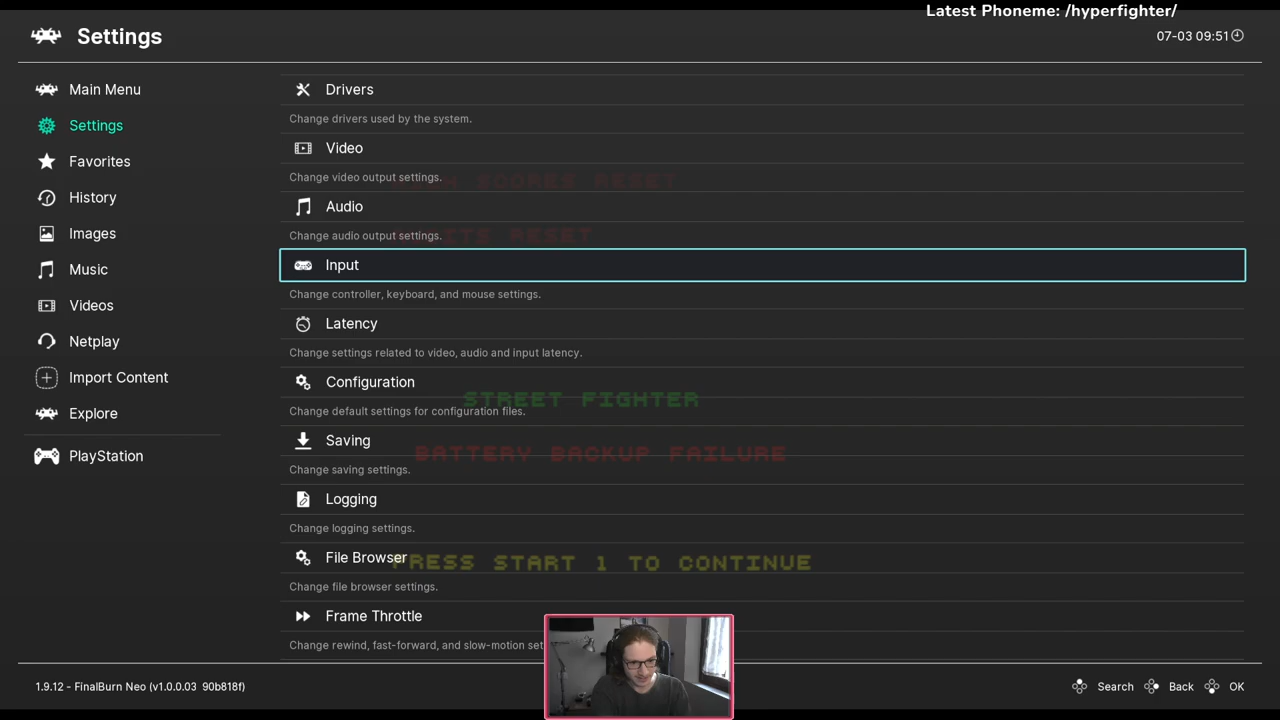 Latest Phoneme: /hyperfighter/
Settings
07-03 09:51
Main Menu
Settings
Favorites
History
Images
Music
Videos
Netplay
Import Content
Explore
PlayStation
Drivers
Change drivers used by the system.
Video
Change video output settings.
SCORES RESET
Audio
Change audio output settings.
RESET
Input
Change controller, keyboard, and mouse settings.
Latency
Change settings related to video, audio and input latency.
Configuration
STREET FIGHTER
Change default settings for configuration files.
Saving
BATTERY BACKUP FAILURE
Change saving settings.
Logging
Change logging settings.
File Browser
PRESS START 1 TO CONTINUE
Change file browser settings.
Frame Throttle
Change rewind, fast-forward, and slow-motion set
1.9.12 - FinalBurn Neo (v1.0.0.03 90b818f)
Search Back OK